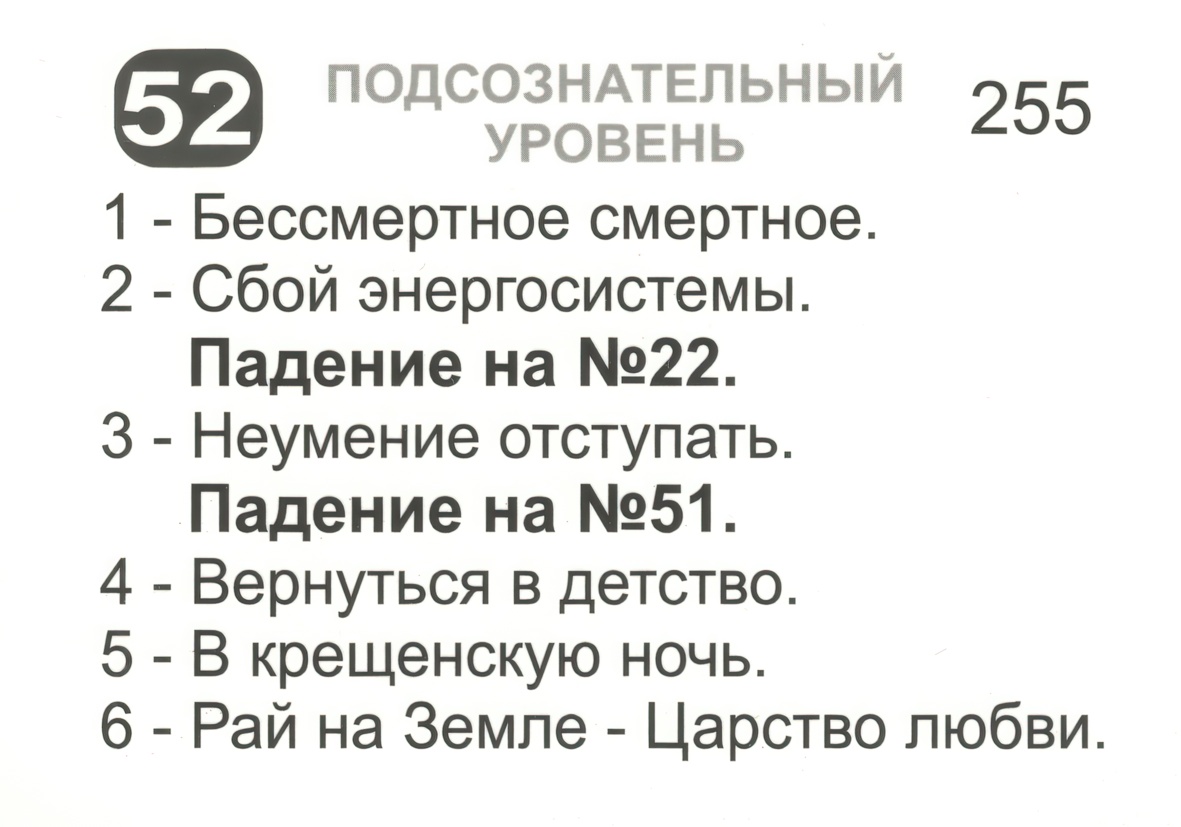 52
ПОДСОЗНАТЕЛЬНЫЙ
УРОВЕНЬ
255
1 - Бессмертное смертное.
2 - Сбой энергосистемы.
Падение на №22.
3 - Неумение отступать.
Падение на №51.
4 - Вернуться в детство.
5 - В крещенскую ночь.
6 - Рай на Земле - Царство любви.